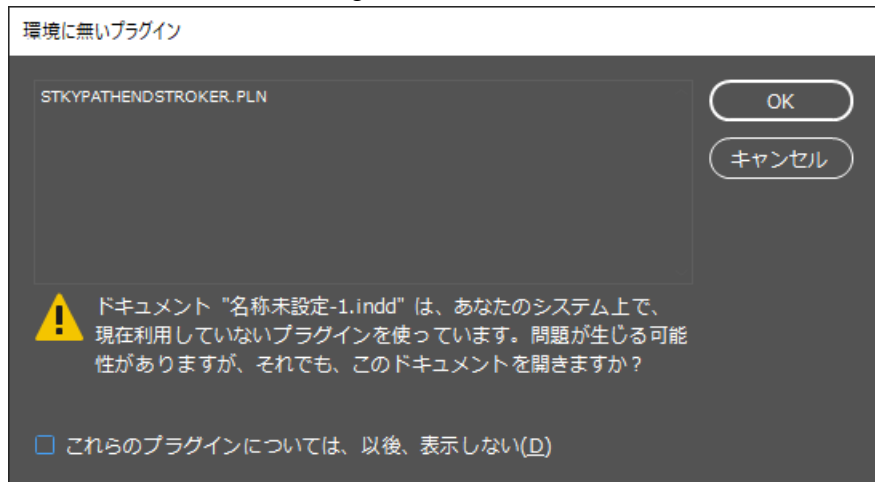 環境に無いプラグイン
STKYPATHENDSTROKER.PLN
OK
キャンセル
ドキュメント "名称未設定-1.indd" は、あなたのシステム上で、
現在利用していないプラグインを使っています。問題が生じる可能
性がありますが、それでも、このドキュメントを開きますか？
これらのプラグインについては、以後、表示しない(D)